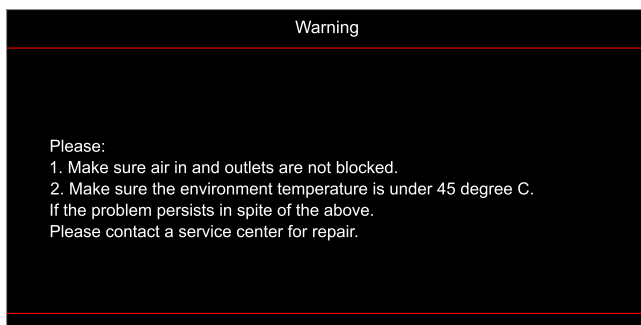 Warning
Please:
1. Make sure air in and outlets are not blocked.
2. Make sure the environment temperature is under 45 degree C.
If the problem persists in spite of the above.
Please contact a service center for repair.